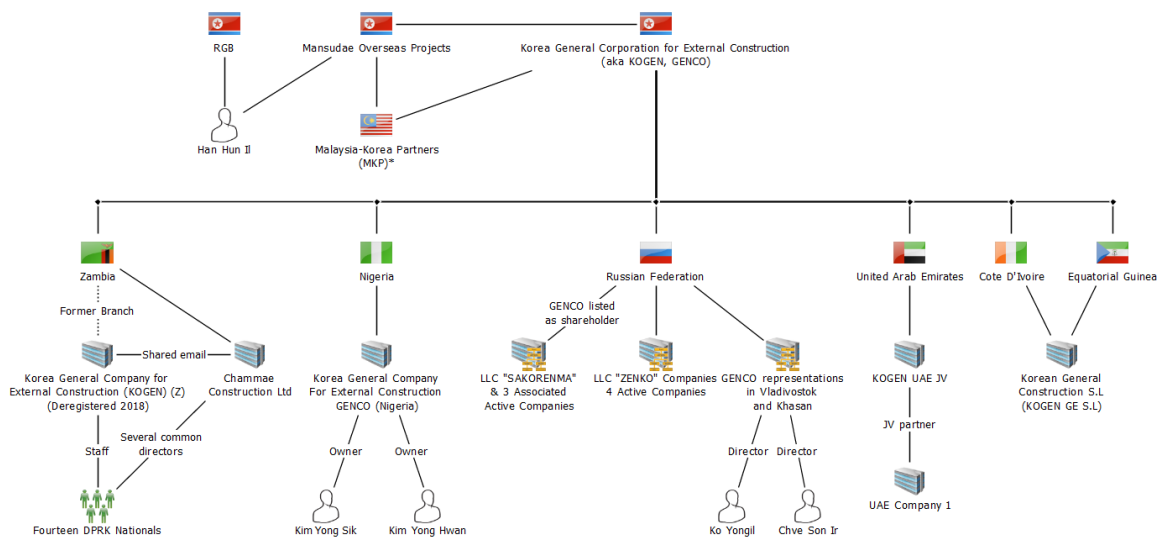 RGB
Mansudae Overseas Projects
Korea General Corporation for External Construction
(aka KOGEN, GENCO)
Han Hun Il
Malaysia-Korea Partners
(MKP)*
Zambia
Nigeria
Russian Federation
United Arab Emirates
Cote D'Ivoire
Equatorial Guinea
Former Branch
GENCO listed
as shareholder
Shared email
Korea General Company for
External Construction (KOGEN) (Z)
(Deregistered 2018)
Chammae
Construction Ltd
Korea General Company
For External Construction
GENCO (Nigeria)
LLC "SAKORENMA"
& 3 Associated
Active Companies
LLC "ZENKO" Companies
4 Active Companies
GENCO representations
in Vladivostok
and Khasan
KOGEN UAE JV
Korean General
Construction S.L
(KOGEN GE S.L)
Several common
directors
Staff
Owner
Owner
Director
Director
JV partner
Fourteen DPRK Nationals
Kim Yong Sik
Kim Yong Hwan
Ko Yongil
Chve Son Ir
UAE Company 1